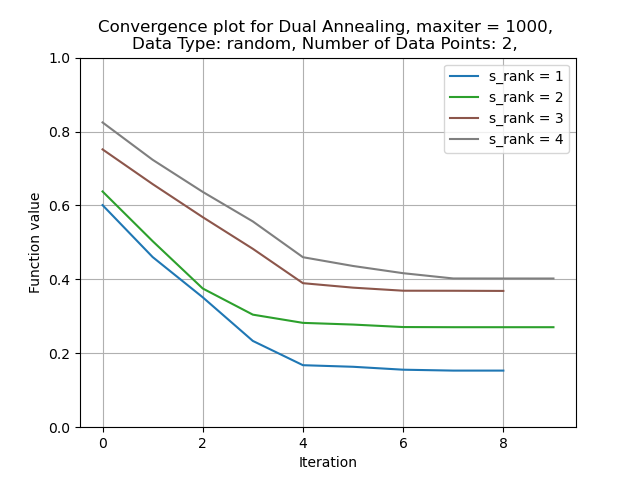 Convergence plot for Dual Annealing, maxiter = 1000,
Data Type: random, Number of Data Points: 2,
s_rank = 1
s_rank = 2
s_rank = 3
s_rank = 4
Function value
1.0
0.8
0.6
0.4
0.2
0.0
0 2 4 6 8
Iteration